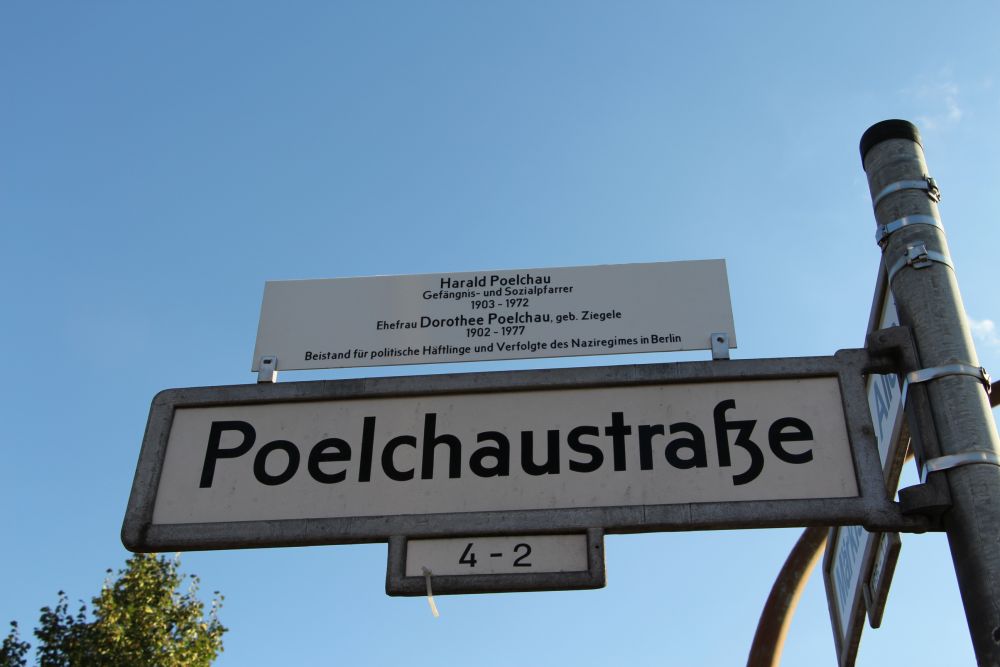 Harald Poelchau
Gefängnis- und Sozialpfarrer
1903 - 1972
Ehefrau Dorothee Poelchau, geb. Ziegele
1902 - 1977
Beistand für politische Häftlinge und Verfolgte des Naziregimes in Berlin
Poelchaustraße
4 - 2